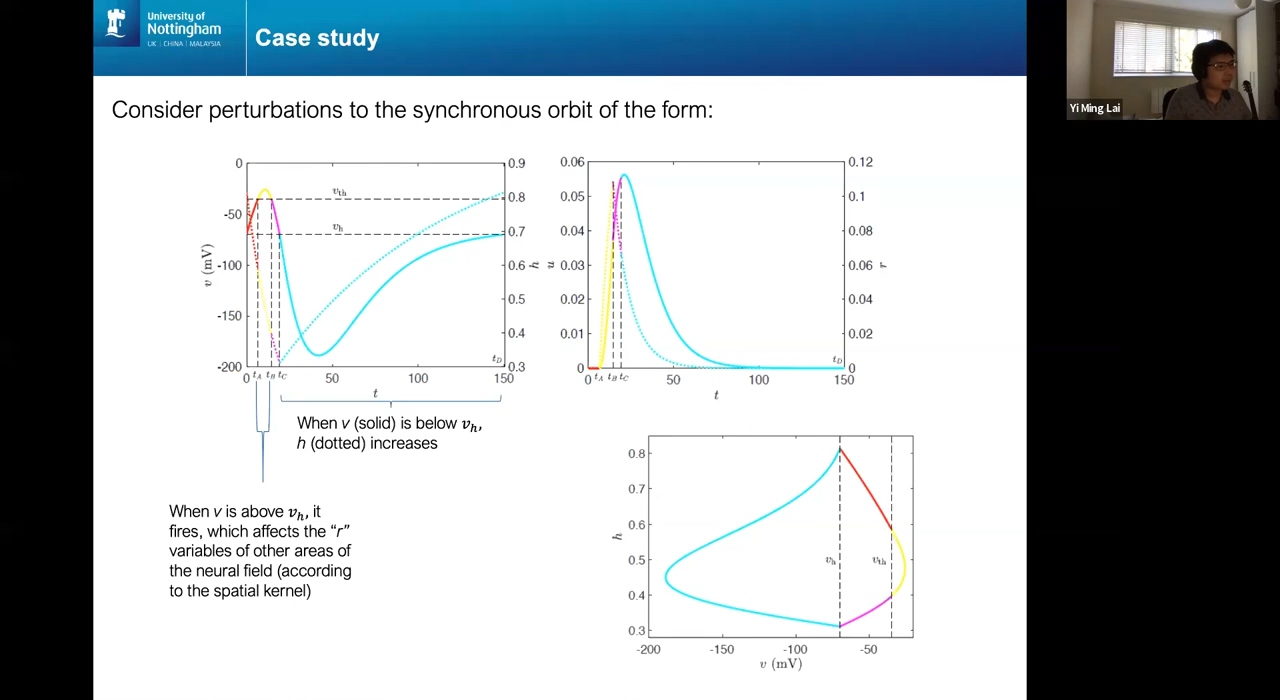 University of
Nottingham
UK | CHINA | MALAYSIA
Case study
Yi Ming Lai
Consider perturbations to the synchronous orbit of the form:
0
-50
-100
-150
-200
v (mV)
v_th
v_h
0.9
0.8
0.7
0.6
0.5
0.4
0.3
h
0 t_A t_B t_C 50 100 150
t_D
t
0.06
0.05
0.04
0.03
0.02
0.01
0
u
0.12
0.1
0.08
0.06
0.04
0.02
0
r
0 t_A t_B t_C 50 100 150
t_D
t
When v (solid) is below v_h,
h (dotted) increases
When v is above v_h, it
fires, which affects the “r”
variables of other areas of
the neural field (according
to the spatial kernel)
0.8
0.7
0.6
0.5
0.4
0.3
h
v_h
v_th
-200 -150 -100 -50
v (mV)